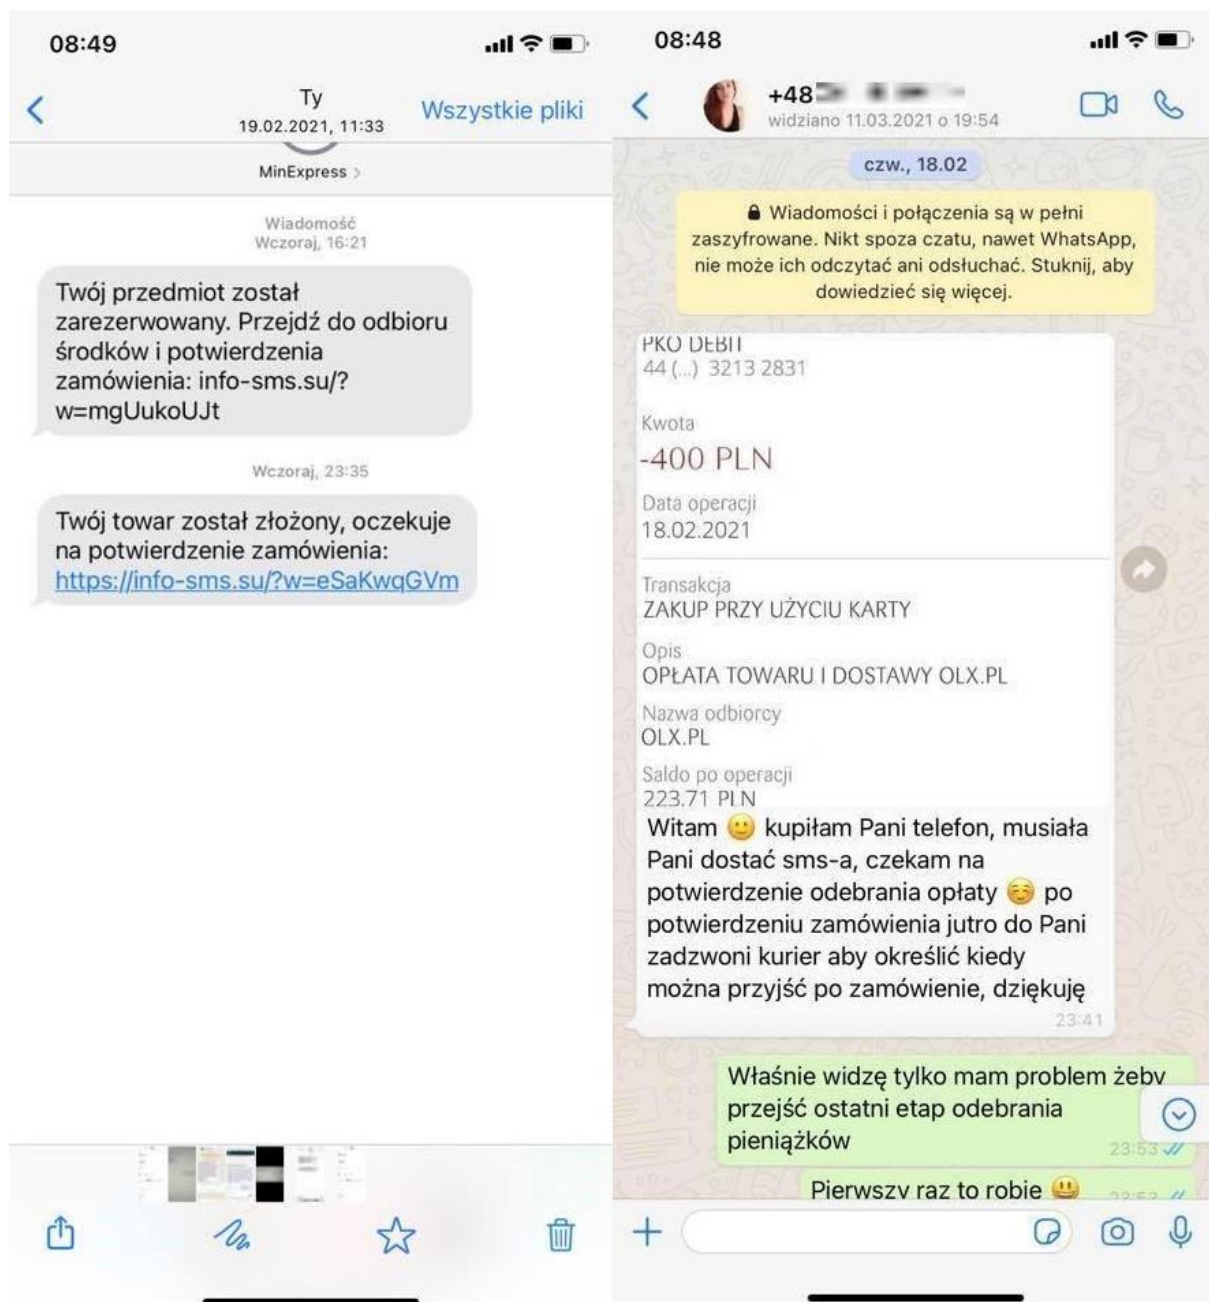 08:49
Ty
19.02.2021, 11:33
Wszystkie pliki
MinExpress >
Wiadomość
Wczoraj, 16:21
Twój przedmiot został
zarezerwowany. Przejdź do odbioru
środków i potwierdzenia
zamówienia: info-sms.su/?
w=mgUukoUJt
Wczoraj, 23:35
Twój towar został złożony, oczekuje
na potwierdzenie zamówienia:
https://info-sms.su/?w=eSaKwqGVm
08:48
+48
widziano 11.03.2021 o 19:54
czw., 18.02
🔒 Wiadomości i połączenia są w pełni
zaszyfrowane. Nikt spoza czatu, nawet WhatsApp,
nie może ich odczytać ani odsłuchać. Stuknij, aby
dowiedzieć się więcej.
PKO DEBIT
44 (...) 3213 2831
Kwota
-400 PLN
Data operacji
18.02.2021
Transakcja
ZAKUP PRZY UŻYCIU KARTY
Opis
OPŁATA TOWARU I DOSTAWY OLX.PL
Nazwa odbiorcy
OLX.PL
Saldo po operacji
223.71 PLN
Witam 🙂 kupiłam Pani telefon, musiała
Pani dostać sms-a, czekam na
potwierdzenie odebrania opłaty ☺️ po
potwierdzeniu zamówienia jutro do Pani
zadzwoni kurier aby określić kiedy
można przyjść po zamówienie, dziękuję
23:41
Właśnie widzę tylko mam problem żeby
przejść ostatni etap odebrania
pieniążków
23:53
Pierwszy raz to robie 😃
23:53